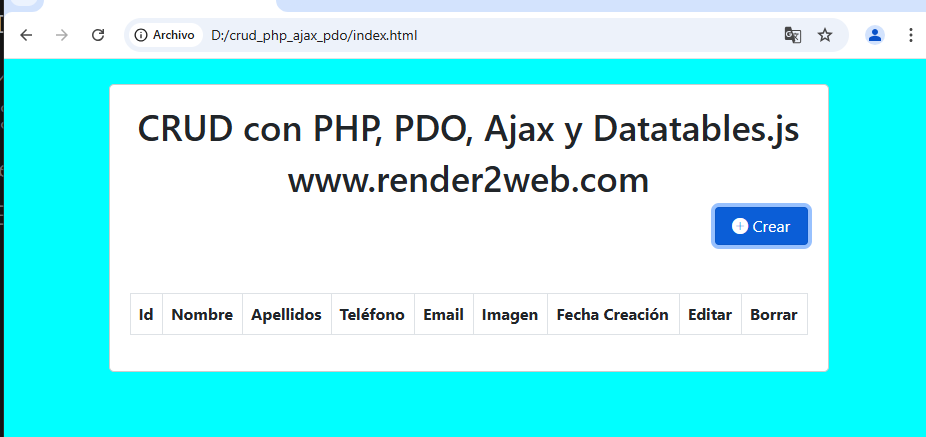 Archivo D:/crud_php_ajax_pdo/index.html
CRUD con PHP, PDO, Ajax y Datatables.js
www.render2web.com
Crear
Id Nombre Apellidos Teléfono Email Imagen Fecha Creación Editar Borrar